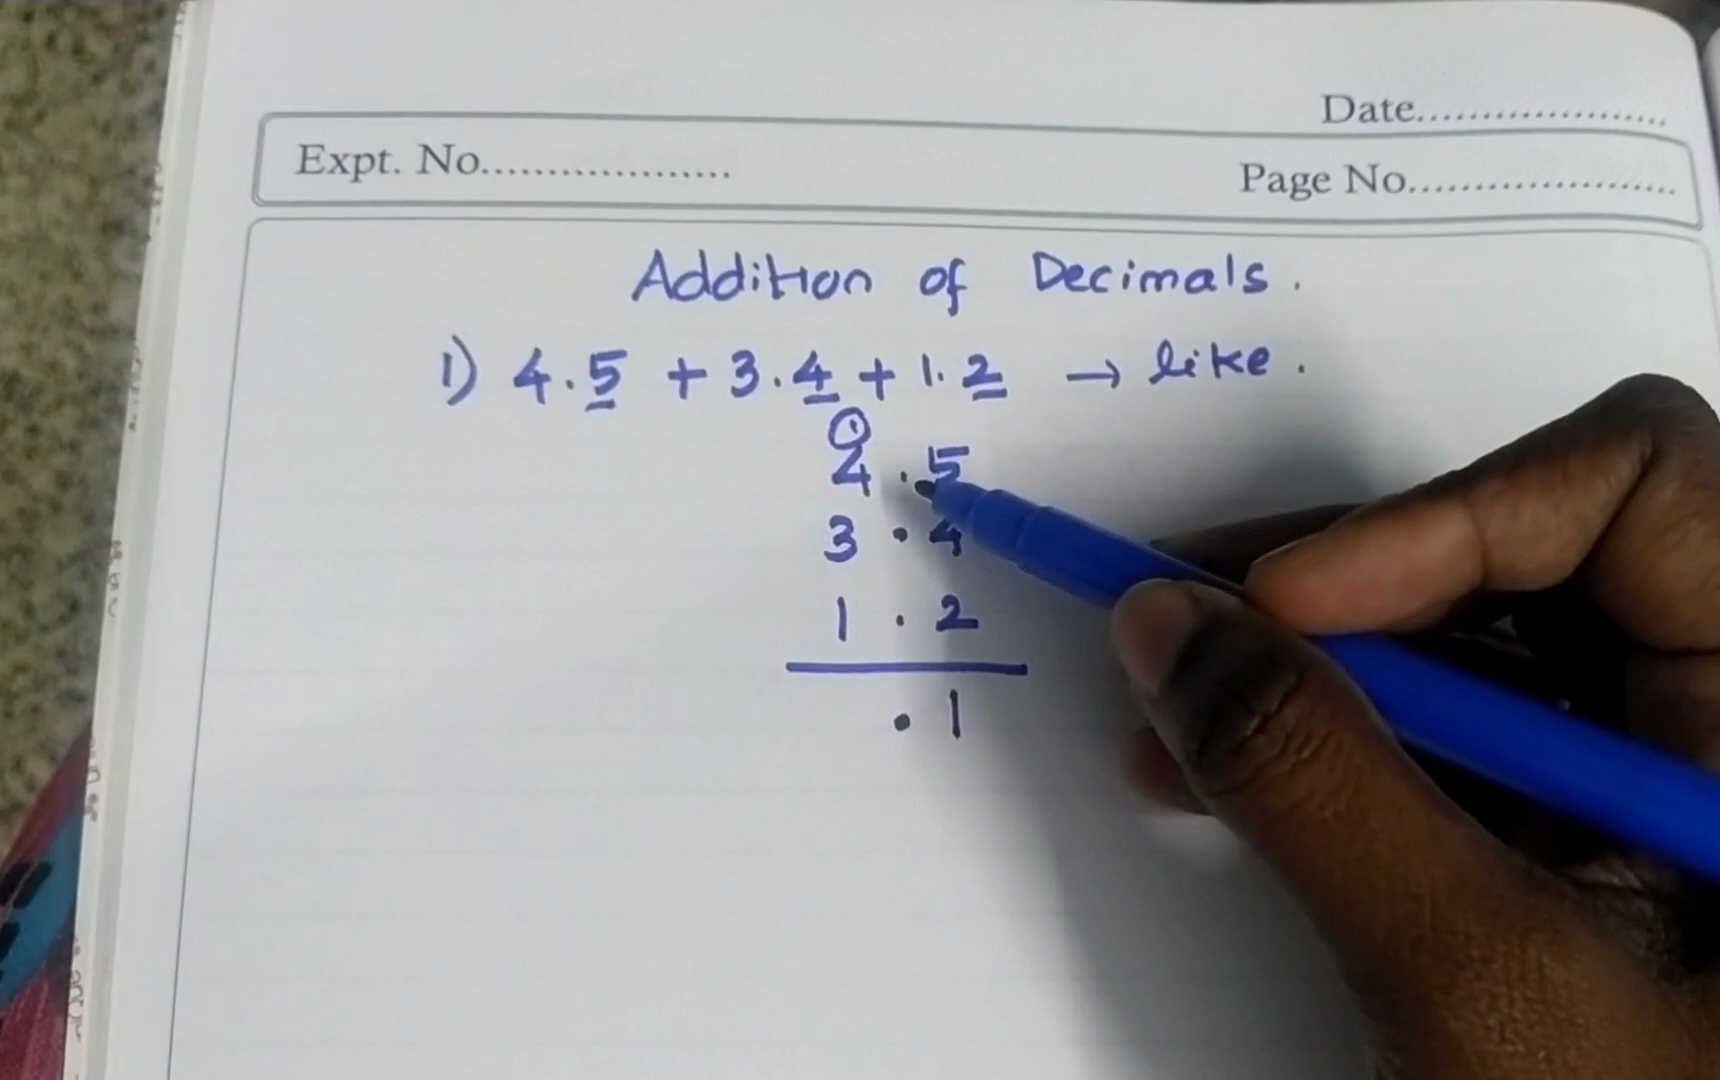 Date....................
Expt. No...................
Page No.....................
Addition of Decimals.
1) 4.5 + 3.4 + 1.2 → like.
1
4.5
3.4
1.2
.1